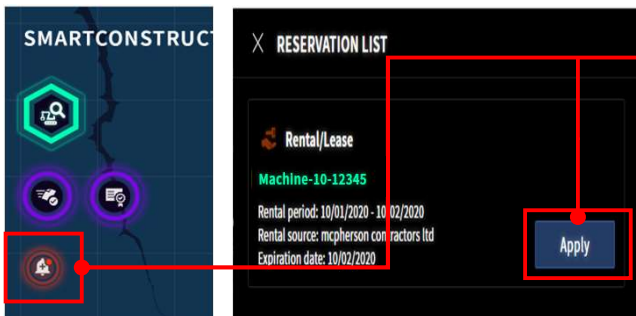 SMARTCONSTRUCT
X RESERVATION LIST
Rental/Lease
Machine-10-12345
Rental period: 10/01/2020 - 10/02/2020
Rental source: mcpherson contractors ltd
Expiration date: 10/02/2020
Apply